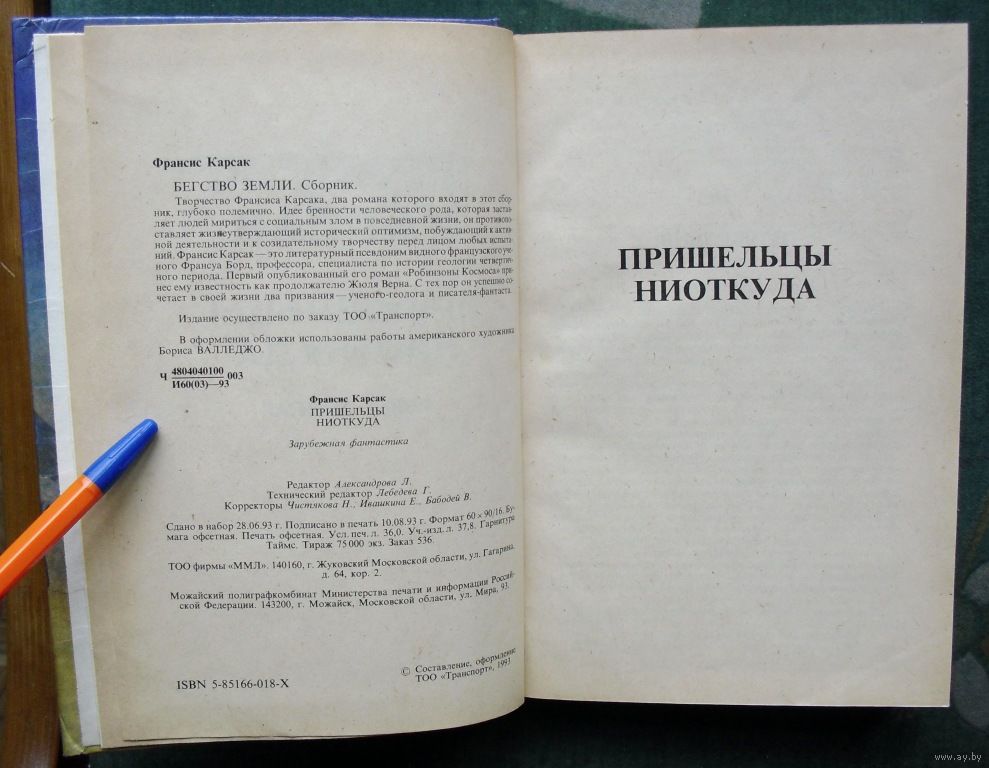 Франсис Карсак
БЕГСТВО ЗЕМЛИ. Сборник.
Творчество Франсиса Карсака, два романа которого входят в этот сбор-
ник, глубоко полемично. Идее бренности человеческого рода, которая застав-
ляет людей мириться с социальным злом в повседневной жизни, он противопо-
ставляет жизнеутверждающий исторический оптимизм, побуждающий к актив-
ной деятельности и к созидательному творчеству перед лицом любых испыта-
ний. Франсис Карсак — это литературный псевдоним видного французского уче-
ного Франсуа Борд, профессора, специалиста по истории геологии четвертич-
ного периода. Первый опубликованный его роман «Робинзоны Космоса» при-
нес ему известность как продолжателю Жюля Верна. С тех пор он успешно со-
четает в своей жизни два призвания — ученого-геолога и писателя-фантаста.
Издание осуществлено по заказу ТОО «Транспорт».
В оформлении обложки использованы работы американского художника
Бориса ВАЛЛЕДЖО.
Ч 4804040100 003
И60(03)—93
Франсис Карсак
ПРИШЕЛЬЦЫ
НИОТКУДА
Зарубежная фантастика
Редактор Александрова Л.
Технический редактор Лебедева Г.
Корректоры Чистякова Н., Ивашкина Е., Бабодей В.
Сдано в набор 28.06.93 г. Подписано в печать 10.08.93 г. Формат 60 × 90/16. Бу-
мага офсетная. Печать офсетная. Усл. печ. л. 36,0. Уч.-изд. л. 37,8. Гарнитура
Таймс. Тираж 75 000 экз. Заказ 536.
ТОО фирмы «ММЛ». 140160, г. Жуковский Московской области, ул. Гагарина,
д. 64, кор. 2.
Можайский полиграфкомбинат Министерства печати и информации Россий-
ской Федерации. 143200, г. Можайск, Московской области, ул. Мира, 93.
© Составление, оформление
ТОО «Транспорт», 1993
ISBN 5-85166-018-X
ПРИШЕЛЬЦЫ
НИОТКУДА
www.ay.by